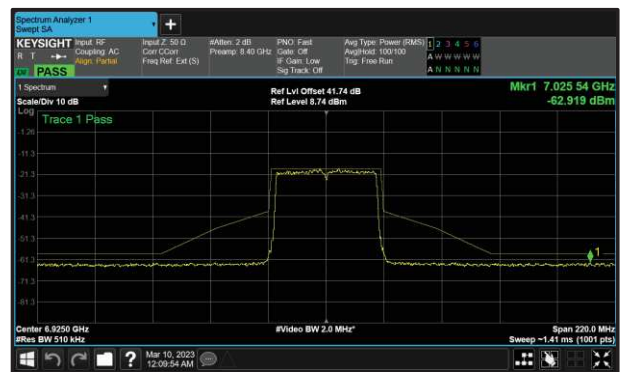 Spectrum Analyzer 1
Swept SA
+
KEYSIGHT Input: RF Input Z: 50 Ω #Atten: 2 dB PNO: Fast Avg Type: Power (RMS) 1 2 3 4 5 6
R T Coupling: AC Corr CCorr Preamp: 8.40 GHz Gate: Off Avg|Hold: 100/100 A W W W W W
Align: Partial Freq Ref: Ext (S) IF Gain: Low Trig: Free Run
PASS Sig Track: Off A N N N N N
1 Spectrum Ref Lvl Offset 41.74 dB Mkr1 7.025 54 GHz
Scale/Div 10 dB Ref Level 8.74 dBm -62.919 dBm
Log
Trace 1 Pass
-1.26
-11.3
-21.3
-31.3
-41.3
-51.3
1
-61.3
-71.3
-81.3
Center 6.9250 GHz #Video BW 2.0 MHz* Span 220.0 MHz
#Res BW 510 kHz Sweep ~1.41 ms (1001 pts)
? Mar 10, 2023
12:09:54 AM